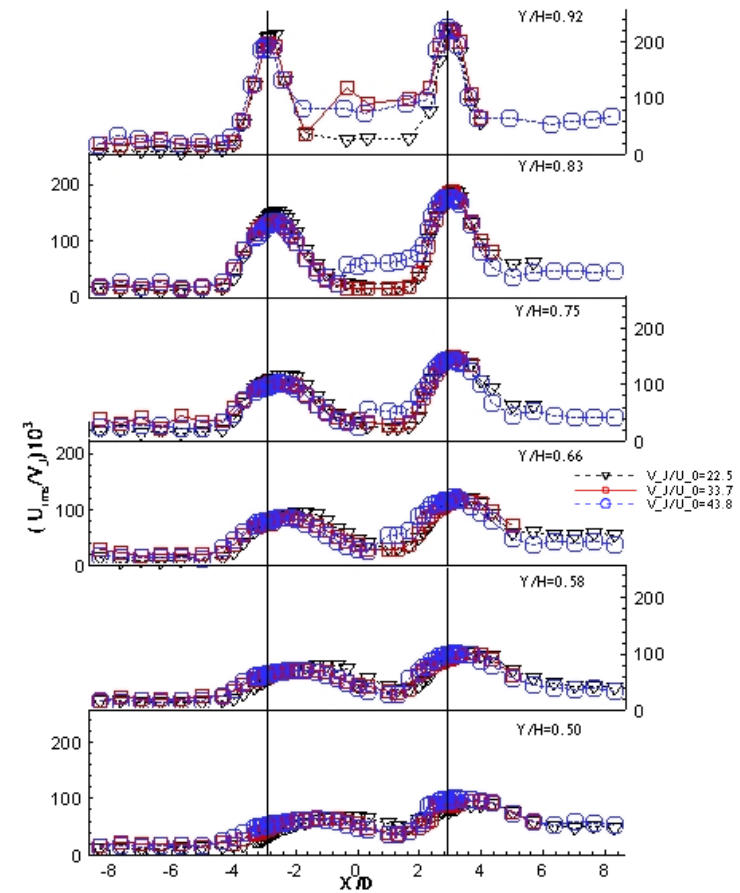 Y/H=0.92
200
100
0
Y/H=0.83
200
100
0
Y/H=0.75
200
100
0
(U_rms/V_J)10^3
Y/H=0.66
200
100
0
V_J/U_0=22.5
V_J/U_0=33.7
V_J/U_0=43.8
Y/H=0.58
200
100
0
Y/H=0.50
200
100
0
-8 -6 -4 -2 0 2 4 6 8
X/D